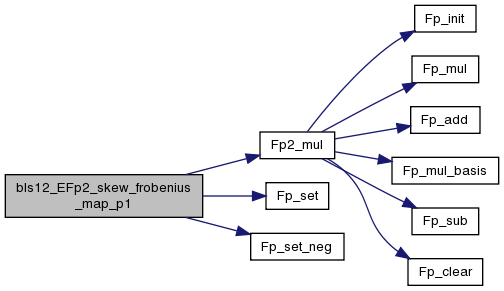 bls12_EFp2_skew_frobenius
_map_p1
Fp2_mul
Fp_set
Fp_set_neg
Fp_init
Fp_mul
Fp_add
Fp_mul_basis
Fp_sub
Fp_clear